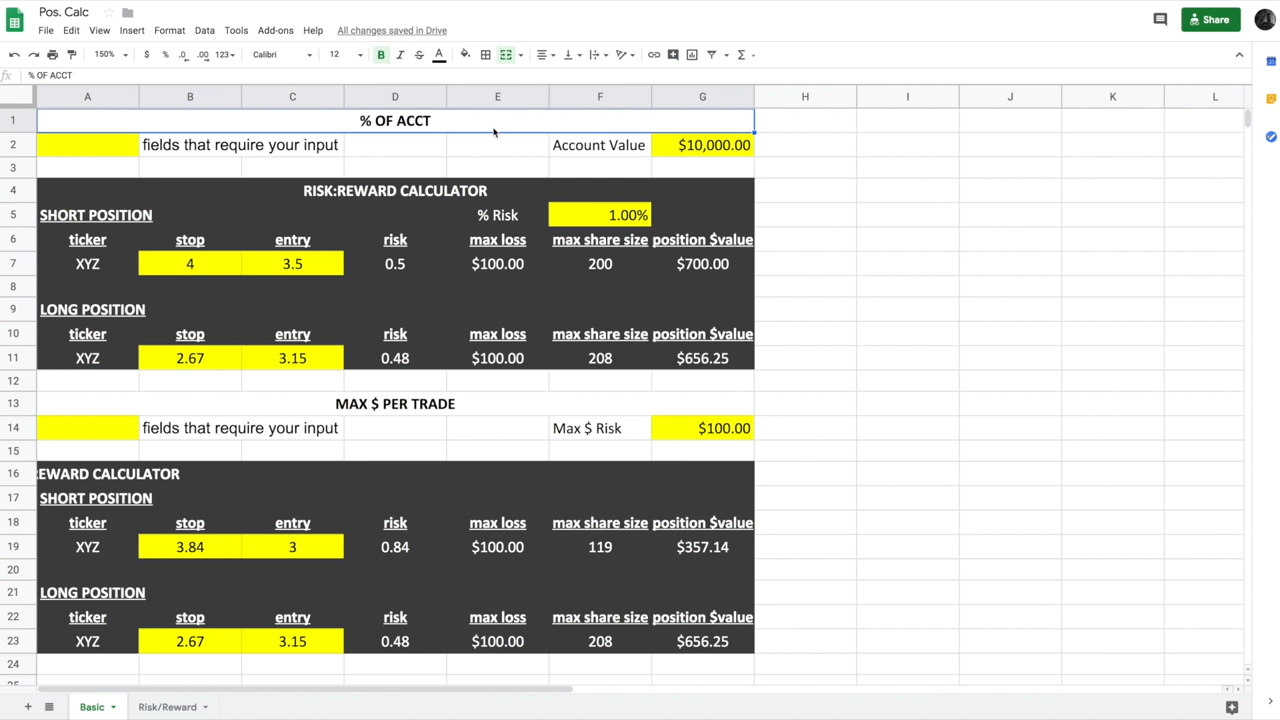 Pos. Calc
File Edit View Insert Format Data Tools Add-ons Help All changes saved in Drive
Share
150% $ % .0 .00 123 Calibri 12 B I S A Σ
fx % OF ACCT
A B C D E F G H I J K L
1 % OF ACCT
2 fields that require your input Account Value $10,000.00
3
4 RISK:REWARD CALCULATOR
5 SHORT POSITION % Risk 1.00%
6 ticker stop entry risk max loss max share size position $value
7 XYZ 4 3.5 0.5 $100.00 200 $700.00
8
9 LONG POSITION
10 ticker stop entry risk max loss max share size position $value
11 XYZ 2.67 3.15 0.48 $100.00 208 $656.25
12
13 MAX $ PER TRADE
14 fields that require your input Max $ Risk $100.00
15
16 EWARD CALCULATOR
17 SHORT POSITION
18 ticker stop entry risk max loss max share size position $value
19 XYZ 3.84 3 0.84 $100.00 119 $357.14
20
21 LONG POSITION
22 ticker stop entry risk max loss max share size position $value
23 XYZ 2.67 3.15 0.48 $100.00 208 $656.25
24
25
Basic Risk/Reward